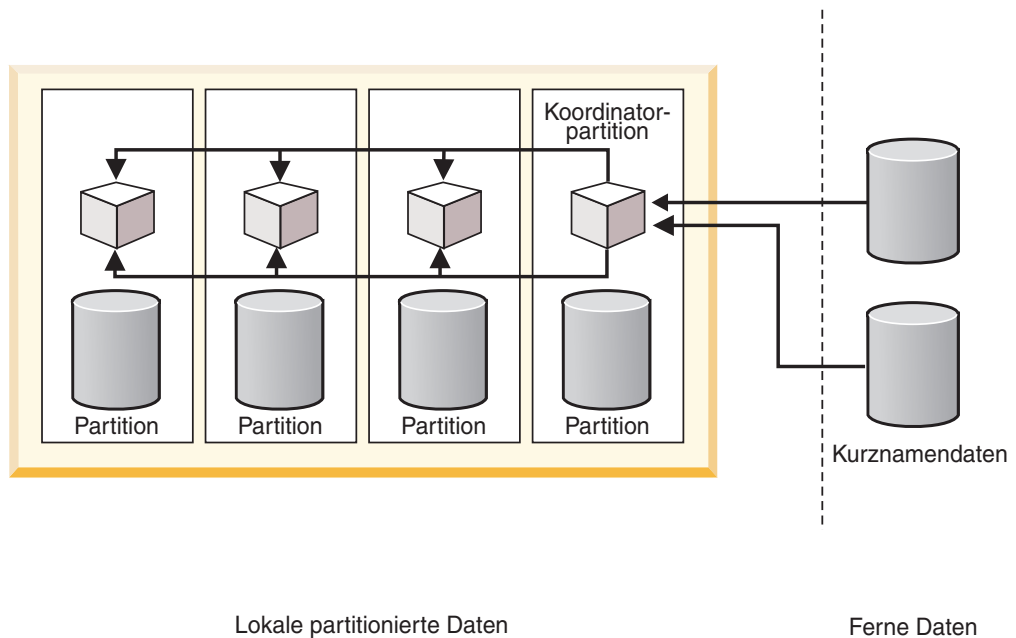 Koordinator-
partition
Partition
Partition
Partition
Partition
Kurznamendaten
Lokale partitionierte Daten
Ferne Daten